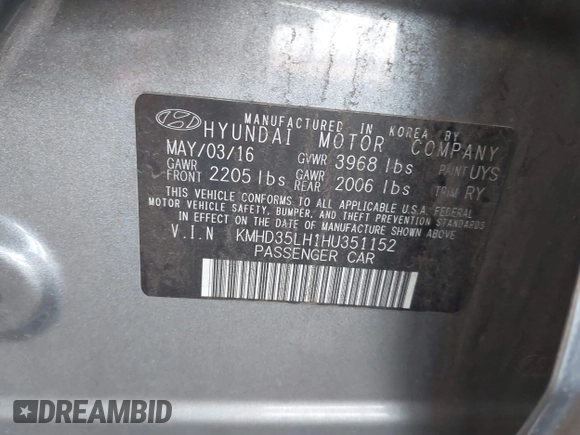 MANUFACTURED IN KOREA BY
HYUNDAI MOTOR COMPANY
MAY/03/16 GVWR 3968 lbs PAINT UYS
GAWR FRONT 2205 lbs GAWR REAR 2006 lbs TRIM RY
THIS VEHICLE CONFORMS TO ALL APPLICABLE U.S.A. FEDERAL
MOTOR VEHICLE SAFETY, BUMPER, AND THEFT PREVENTION STANDARDS
IN EFFECT ON THE DATE OF MANUFACTURE SHOWN ABOVE.
V.I.N KMHD35LH1HU351152
PASSENGER CAR
DREAMBID